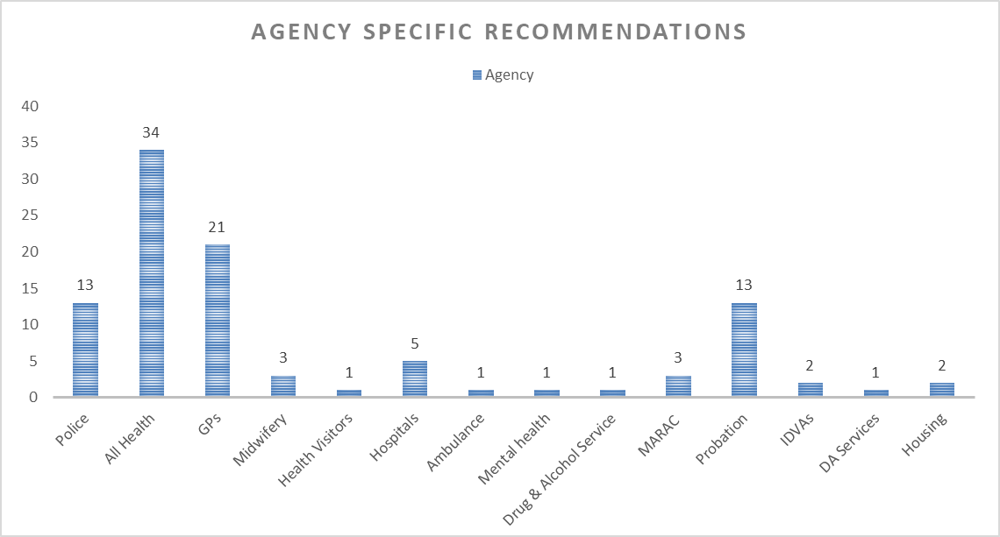 AGENCY SPECIFIC RECOMMENDATIONS
Agency
40
35
30
25
20
15
10
5
0
13
34
21
3
1
5
1
1
1
3
13
2
1
2
Police
All Health
GPs
Midwifery
Health Visitors
Hospitals
Ambulance
Mental health
Drug & Alcohol Service
MARAC
Probation
IDVAs
DA Services
Housing